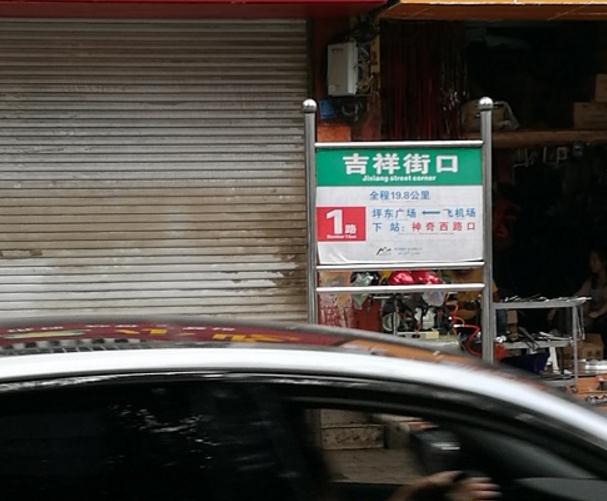 吉祥街口
Jixiang street corner
全程19.8公里
1路
坪东广场 ⟵ 飞机场
下 站：神奇西路口